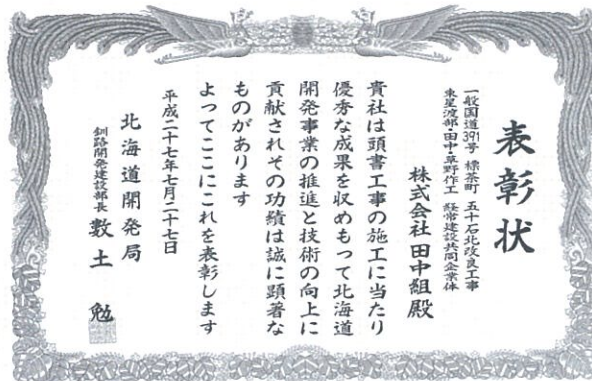 表彰状
一般国道391号 標茶町 五十石北改良工事
東星渡部・田中・草野作工 経常建設共同企業体
株式会社 田中組 殿
貴社は頭書工事の施工に当たり
優秀な成果を収めもって北海道
開発事業の推進と技術の向上に
貢献されその功績は誠に顕著な
ものがあります
よってここにこれを表彰します
平成二十七年七月二十七日
北海道開発局
釧路開発建設部長 数土 勉